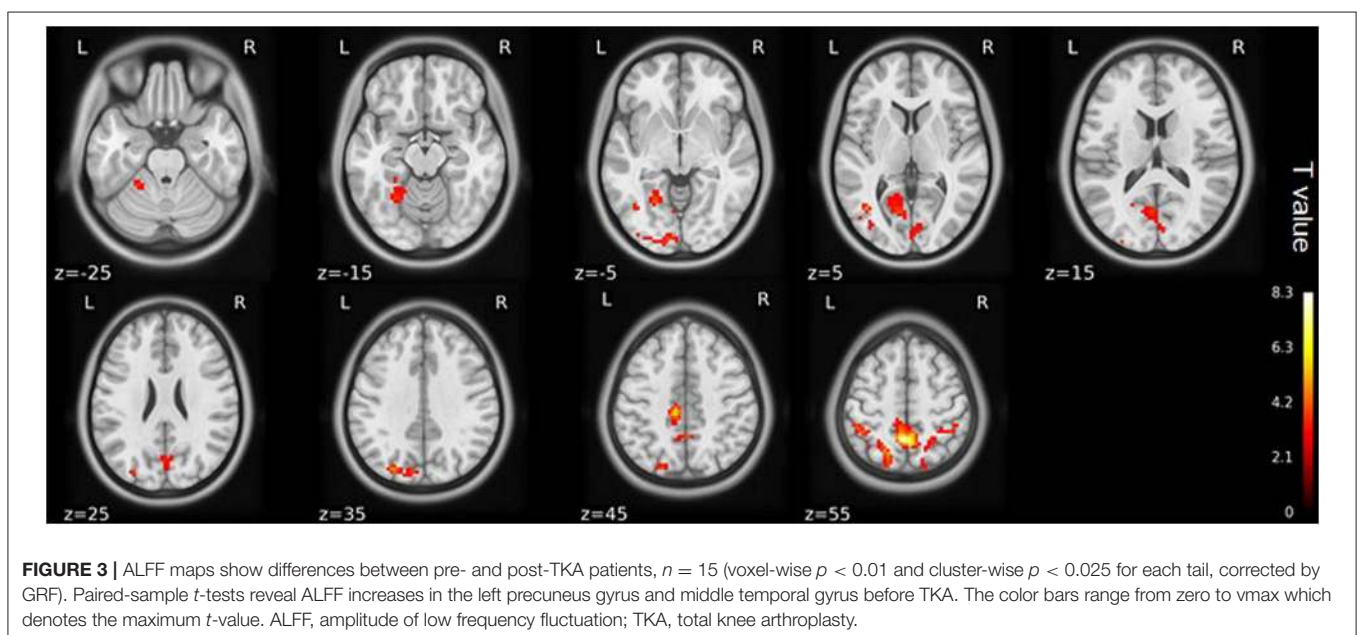 L R L R L R L R L R
z=-25 z=-15 z=-5 z=5 z=15
T value
L R L R L R L R
8.3
6.3
4.2
2.1
0
z=25 z=35 z=45 z=55
FIGURE 3 | ALFF maps show differences between pre- and post-TKA patients, n = 15 (voxel-wise p < 0.01 and cluster-wise p < 0.025 for each tail, corrected by
GRF). Paired-sample t-tests reveal ALFF increases in the left precuneus gyrus and middle temporal gyrus before TKA. The color bars range from zero to vmax which
denotes the maximum t-value. ALFF, amplitude of low frequency fluctuation; TKA, total knee arthroplasty.